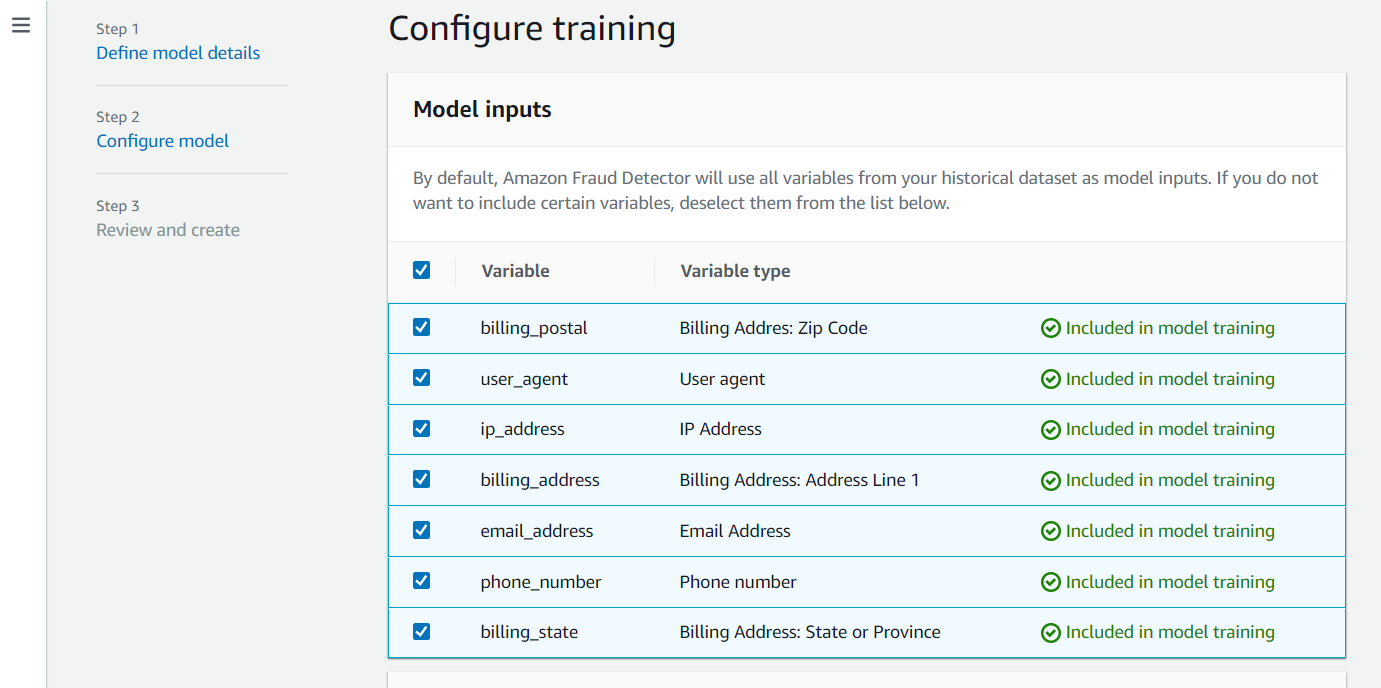 Step 1
Define model details
Step 2
Configure model
Step 3
Review and create
Configure training
Model inputs
By default, Amazon Fraud Detector will use all variables from your historical dataset as model inputs. If you do not
want to include certain variables, deselect them from the list below.
Variable Variable type
billing_postal Billing Addres: Zip Code Included in model training
user_agent User agent Included in model training
ip_address IP Address Included in model training
billing_address Billing Address: Address Line 1 Included in model training
email_address Email Address Included in model training
phone_number Phone number Included in model training
billing_state Billing Address: State or Province Included in model training